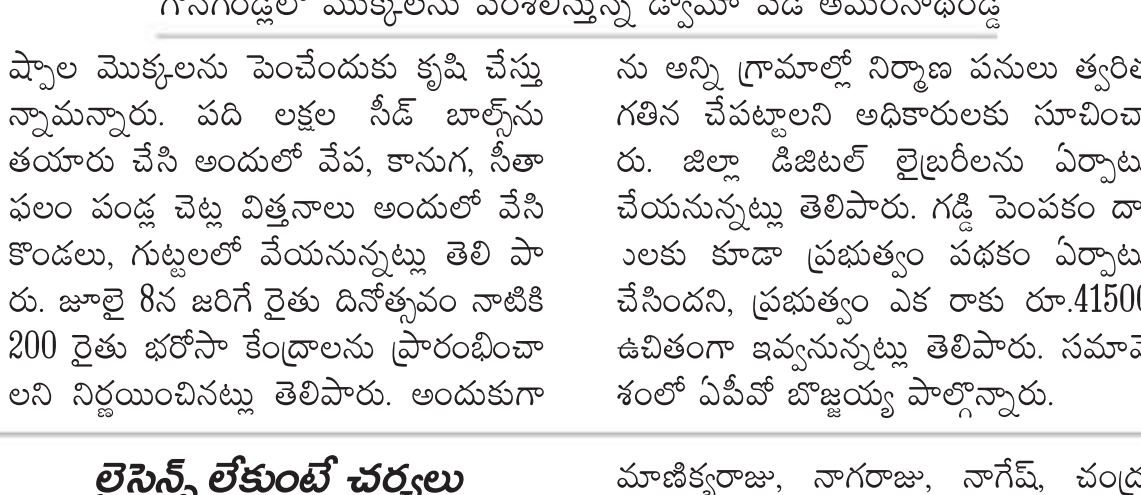 మొక్కలను
ష్పాల మొక్కలను పెంచేందుకు కృషి చేస్తు
న్నామన్నారు. పది లక్షల సీడ్ బాల్స్‌ను
తయారు చేసి అందులో వేప, కానుగ, సీతా
ఫలం పండ్ల చెట్ల విత్తనాలు అందులో వేసి
కొండలు, గుట్టలలో వేయనున్నట్లు తెలి పా
రు. జూలై 8న జరిగే రైతు దినోత్సవం నాటికి
200 రైతు భరోసా కేంద్రాలను ప్రారంభించా
లని నిర్ణయించినట్లు తెలిపారు. అందుకుగా
ను అన్ని గ్రామాల్లో నిర్మాణ పనులు త్వరిత
గతిన చేపట్టాలని అధికారులకు సూచించా
రు. జిల్లా డిజిటల్ లైబ్రరీలను ఏర్పాటు
చేయనున్నట్లు తెలిపారు. గడ్డి పెంపకం దా
ులకు కూడా ప్రభుత్వం పథకం ఏర్పాటు
చేసిందని, ప్రభుత్వం ఎక రాకు రూ.41500
ఉచితంగా ఇవ్వనున్నట్లు తెలిపారు. సమావే
శంలో ఏపీవో బొజ్జయ్య పాల్గొన్నారు.
లైసెన్స్ లేకుంటే చర్యలు
మాణిక్యరాజు, నాగరాజు, నాగేష్, చంద్ర